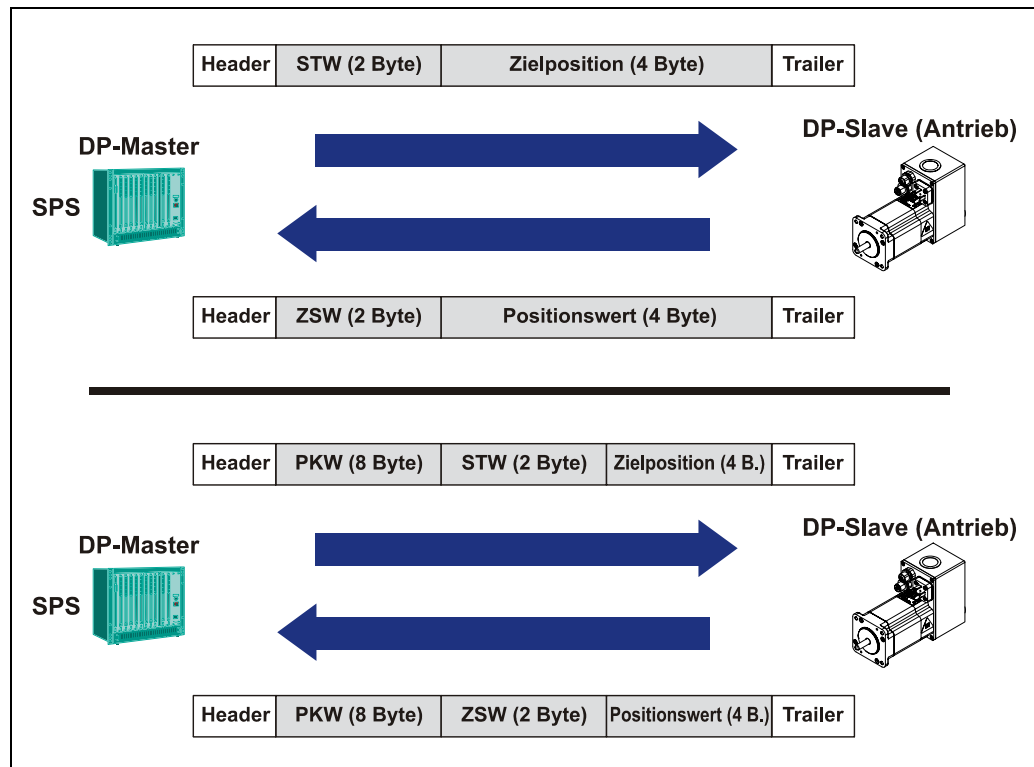 Header STW (2 Byte) Zielposition (4 Byte) Trailer
DP-Master
DP-Slave (Antrieb)
SPS
Header ZSW (2 Byte) Positionswert (4 Byte) Trailer
Header PKW (8 Byte) STW (2 Byte) Zielposition (4 B.) Trailer
DP-Master
DP-Slave (Antrieb)
SPS
Header PKW (8 Byte) ZSW (2 Byte) Positionswert (4 B.) Trailer